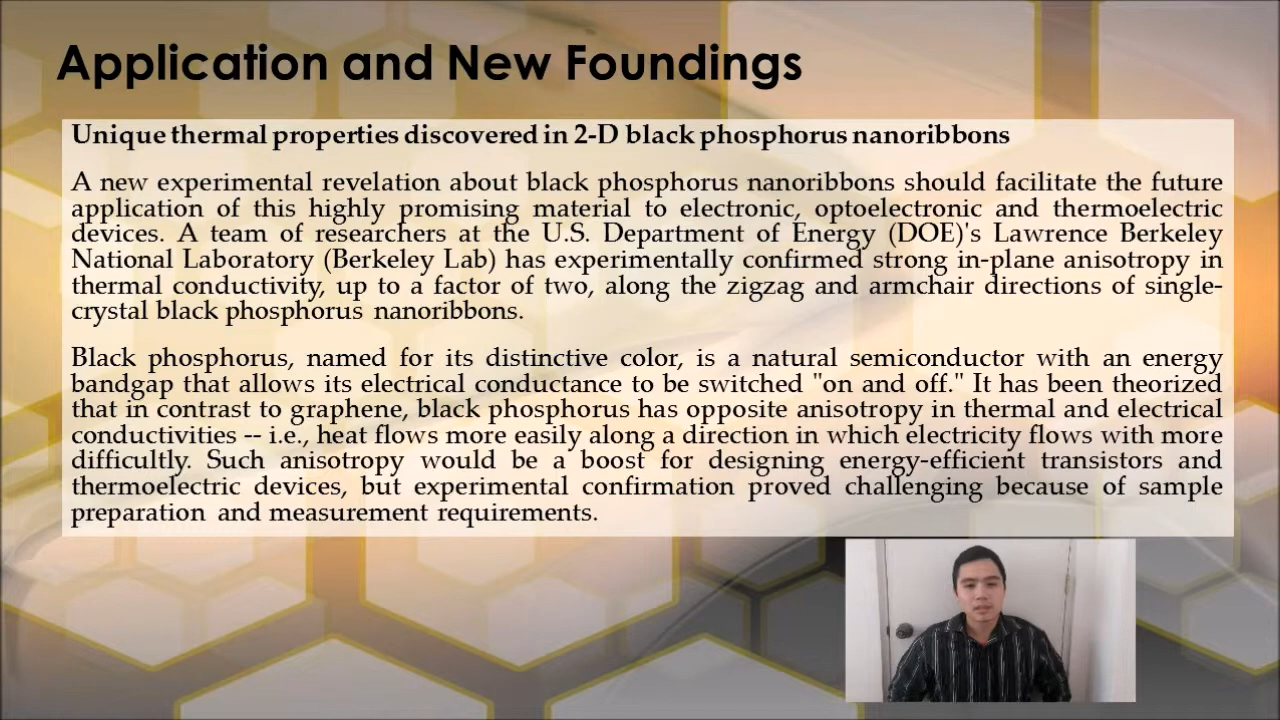 Application and New Foundings
Unique thermal properties discovered in 2-D black phosphorus nanoribbons
A new experimental revelation about black phosphorus nanoribbons should facilitate the future
application of this highly promising material to electronic, optoelectronic and thermoelectric
devices. A team of researchers at the U.S. Department of Energy (DOE)'s Lawrence Berkeley
National Laboratory (Berkeley Lab) has experimentally confirmed strong in-plane anisotropy in
thermal conductivity, up to a factor of two, along the zigzag and armchair directions of single-
crystal black phosphorus nanoribbons.
Black phosphorus, named for its distinctive color, is a natural semiconductor with an energy
bandgap that allows its electrical conductance to be switched "on and off." It has been theorized
that in contrast to graphene, black phosphorus has opposite anisotropy in thermal and electrical
conductivities -- i.e., heat flows more easily along a direction in which electricity flows with more
difficultly. Such anisotropy would be a boost for designing energy-efficient transistors and
thermoelectric devices, but experimental confirmation proved challenging because of sample
preparation and measurement requirements.